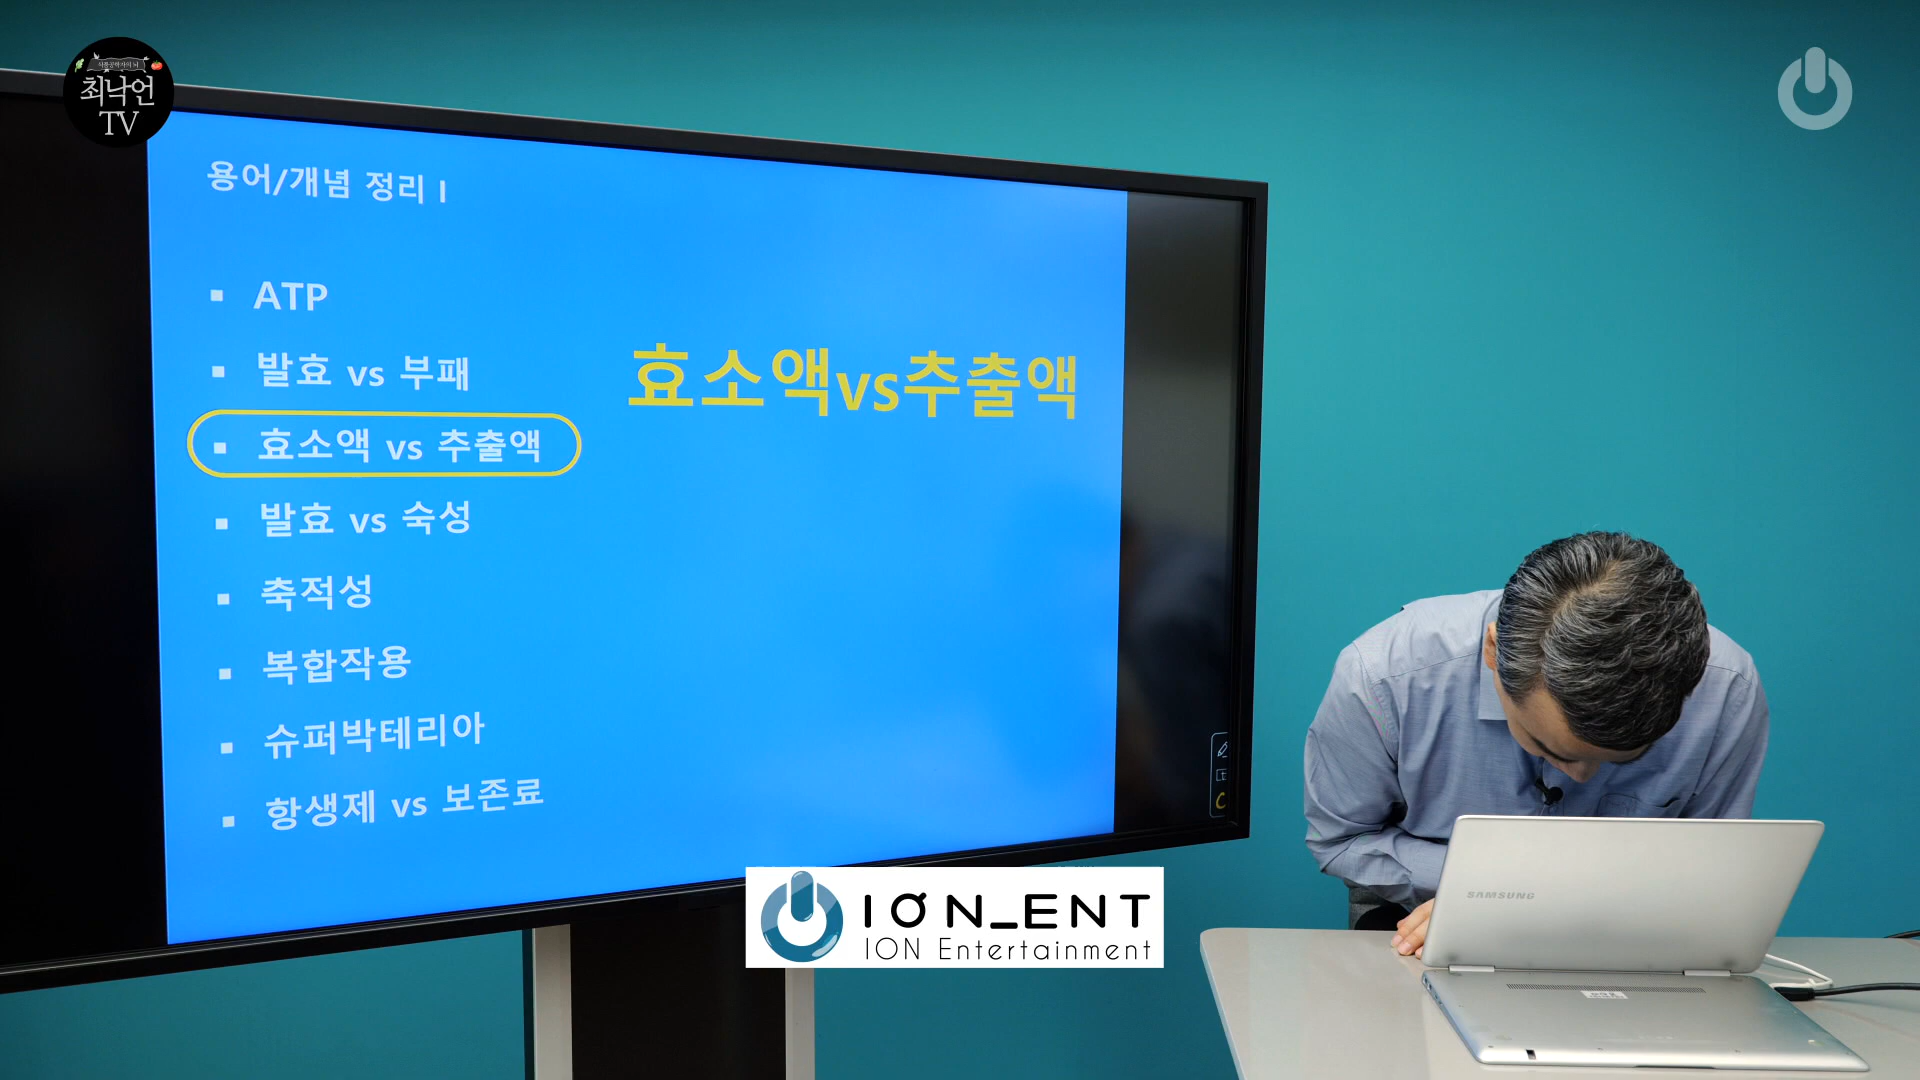 최낙언
TV
용어/개념 정리 I
▪ ATP
▪ 발효 vs 부패
▪ 효소액 vs 추출액
▪ 발효 vs 숙성
▪ 축적성
▪ 복합작용
▪ 슈퍼박테리아
▪ 항생제 vs 보존료
효소액vs추출액
ION_ENT
ION Entertainment
SAMSUNG